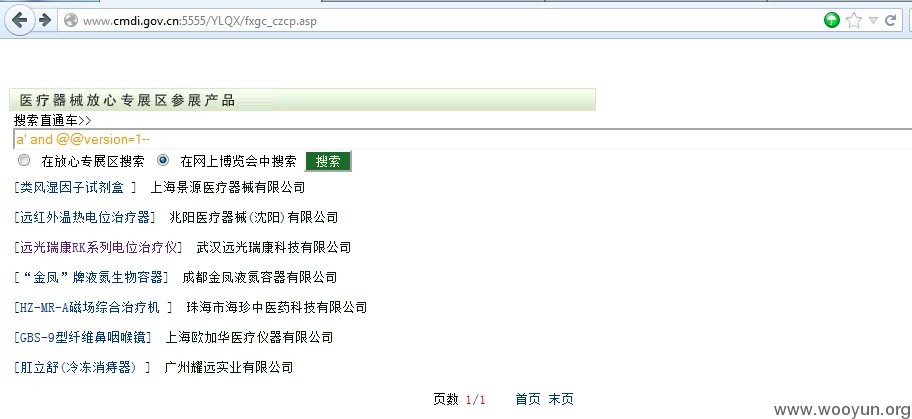 www.cmdi.gov.cn:5555/YLQX/fxgc_czcp.asp
医疗器械放心专展区参展产品
搜索直通车>>
a' and @@version=1--
在放心专展区搜索 在网上博览会中搜索 搜索
[类风湿因子试剂盒 ] 上海景源医疗器械有限公司
[远红外温热电位治疗器] 兆阳医疗器械(沈阳)有限公司
[远光瑞康RK系列电位治疗仪] 武汉远光瑞康科技有限公司
[“金凤”牌液氮生物容器] 成都金凤液氮容器有限公司
[HZ-MR-A磁场综合治疗机 ] 珠海市海珍中医药科技有限公司
[GBS-9型纤维鼻咽喉镜] 上海欧加华医疗仪器有限公司
[肛立舒(冷冻消痔器) ] 广州耀远实业有限公司
页数 1/1 首页 末页
www.wooyun.org